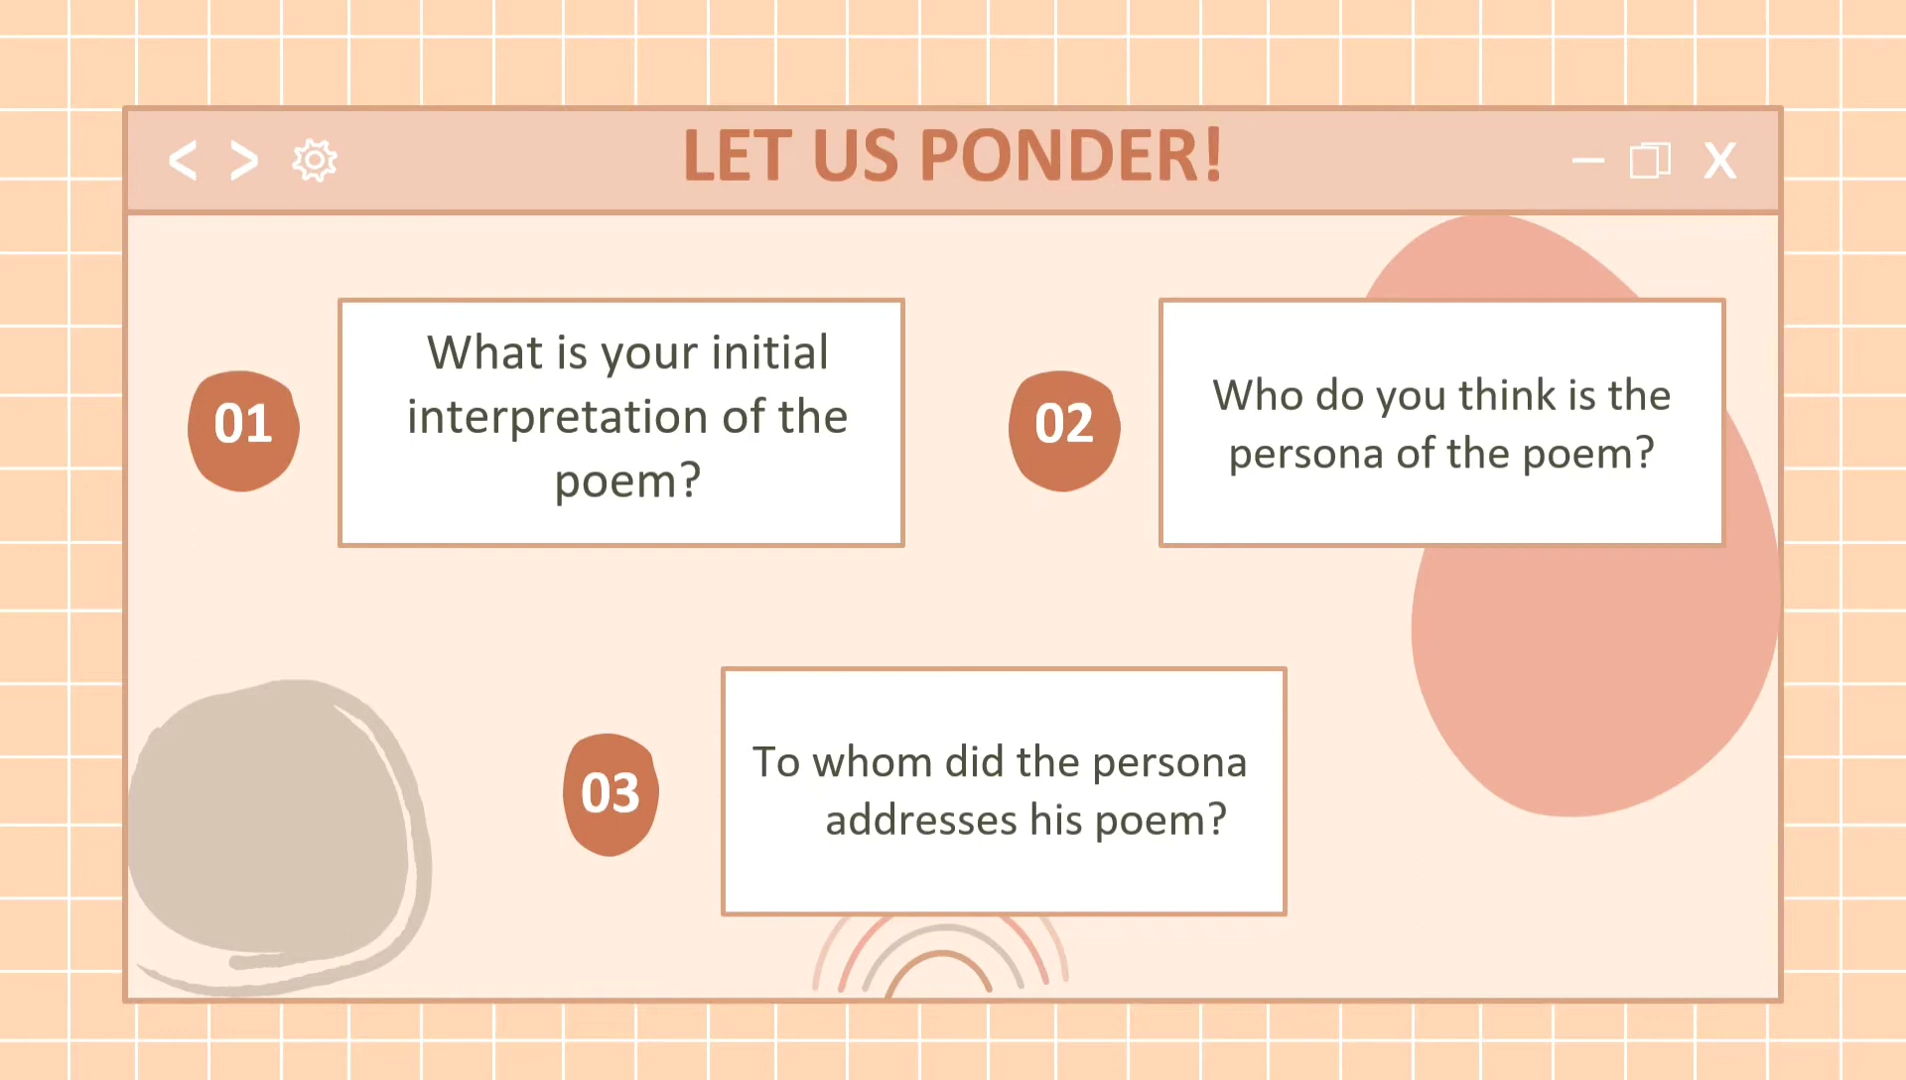 LET US PONDER!
01
What is your initial
interpretation of the
poem?
02
Who do you think is the
persona of the poem?
03
To whom did the persona
addresses his poem?